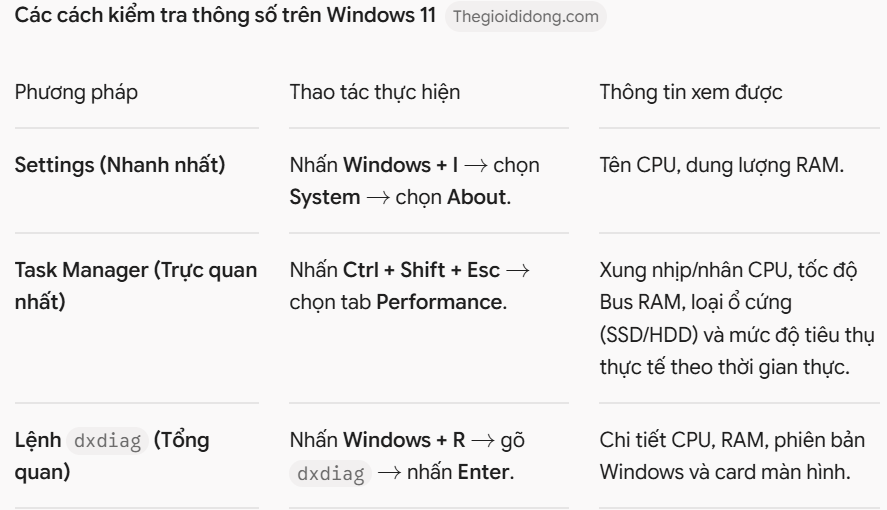 Các cách kiểm tra thông số trên Windows 11 Thegioididong.com
Phương pháp
Thao tác thực hiện
Thông tin xem được
Settings (Nhanh nhất)
Nhấn Windows + I → chọn
System → chọn About.
Tên CPU, dung lượng RAM.
Task Manager (Trực quan
nhất)
Nhấn Ctrl + Shift + Esc →
chọn tab Performance.
Xung nhịp/nhân CPU, tốc độ
Bus RAM, loại ổ cứng
(SSD/HDD) và mức độ tiêu thụ
thực tế theo thời gian thực.
Lệnh dxdiag (Tổng
quan)
Nhấn Windows + R → gõ
dxdiag → nhấn Enter.
Chi tiết CPU, RAM, phiên bản
Windows và card màn hình.